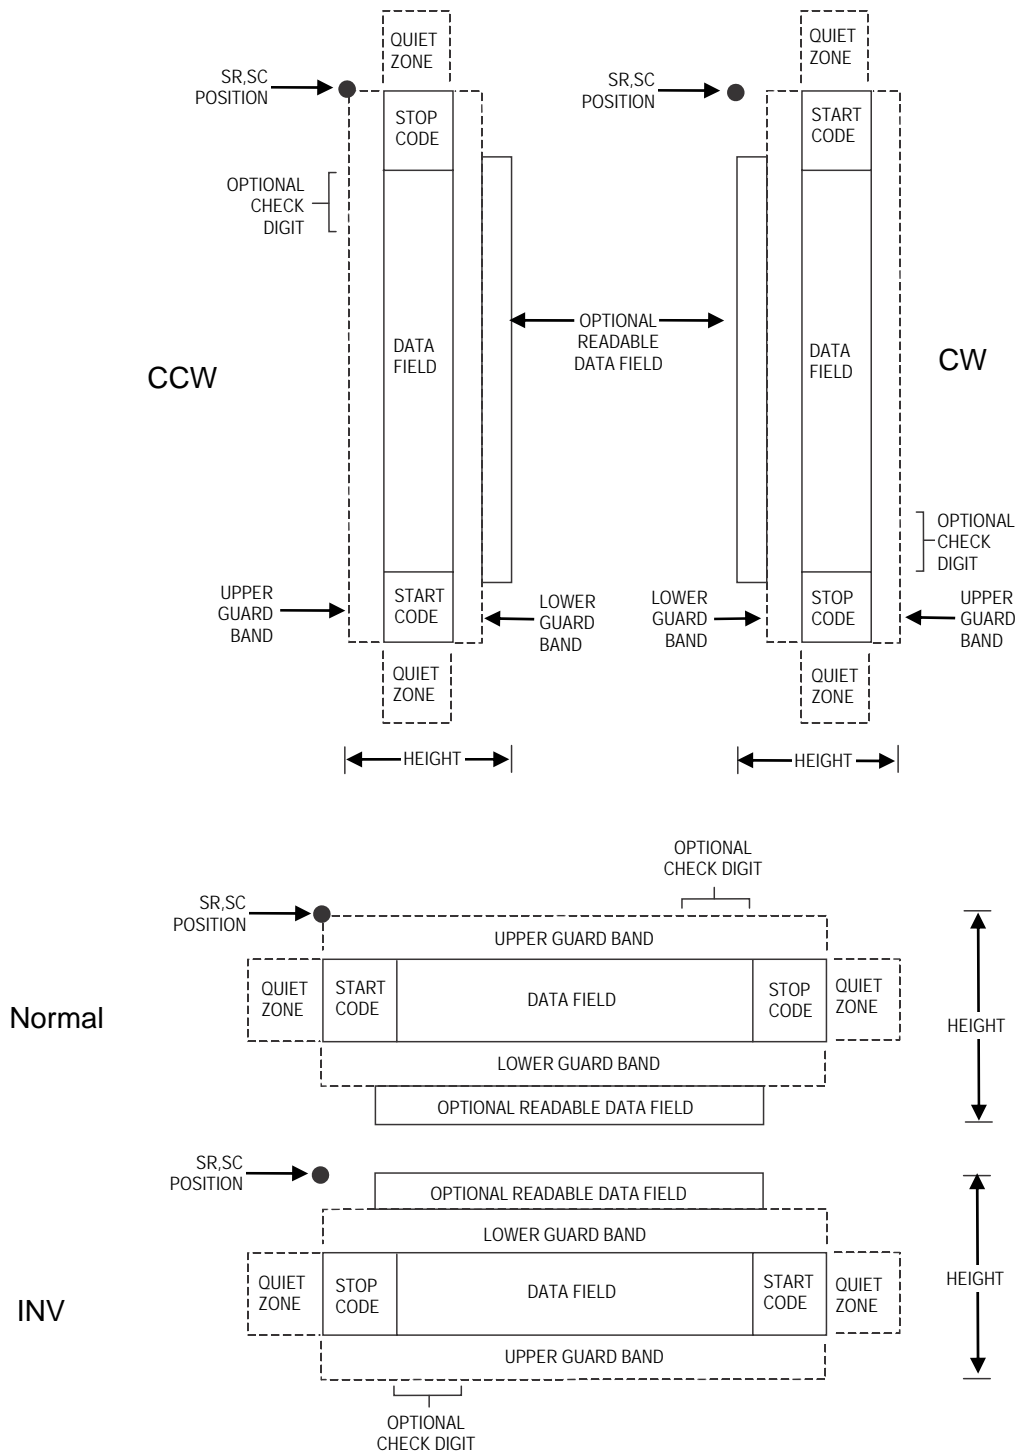 QUIET
ZONE
SR,SC
POSITION
STOP
CODE
OPTIONAL
CHECK
DIGIT
DATA
FIELD
CCW
UPPER
GUARD
BAND
START
CODE
LOWER
GUARD
BAND
QUIET
ZONE
HEIGHT
OPTIONAL
READABLE
DATA FIELD
QUIET
ZONE
SR,SC
POSITION
START
CODE
DATA
FIELD
CW
OPTIONAL
CHECK
DIGIT
LOWER
GUARD
BAND
STOP
CODE
UPPER
GUARD
BAND
QUIET
ZONE
HEIGHT
OPTIONAL
CHECK DIGIT
SR,SC
POSITION
UPPER GUARD BAND
Normal
QUIET
ZONE
START
CODE
DATA FIELD
STOP
CODE
QUIET
ZONE
HEIGHT
LOWER GUARD BAND
OPTIONAL READABLE DATA FIELD
SR,SC
POSITION
OPTIONAL READABLE DATA FIELD
LOWER GUARD BAND
INV
QUIET
ZONE
STOP
CODE
DATA FIELD
START
CODE
QUIET
ZONE
HEIGHT
UPPER GUARD BAND
OPTIONAL
CHECK DIGIT